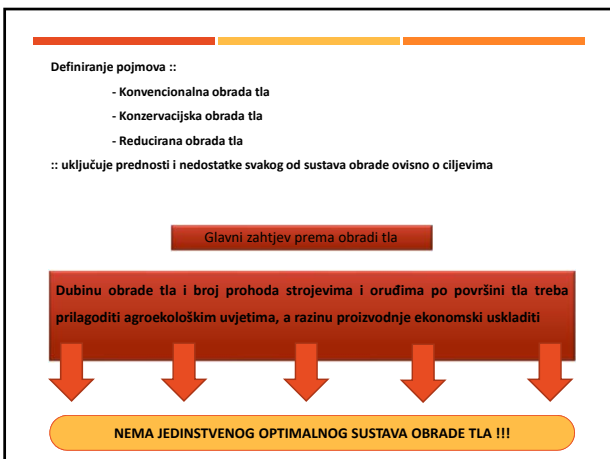 Definiranje pojmova ::
- Konvencionalna obrada tla
- Konzervacijska obrada tla
- Reducirana obrada tla
:: uključuje prednosti i nedostatke svakog od sustava obrade ovisno o ciljevima
Glavni zahtjev prema obradi tla
Dubinu obrade tla i broj prohoda strojevima i oruđima po površini tla treba
prilagoditi agroekološkim uvjetima, a razinu proizvodnje ekonomski uskladiti
NEMA JEDINSTVENOG OPTIMALNOG SUSTAVA OBRADE TLA !!!